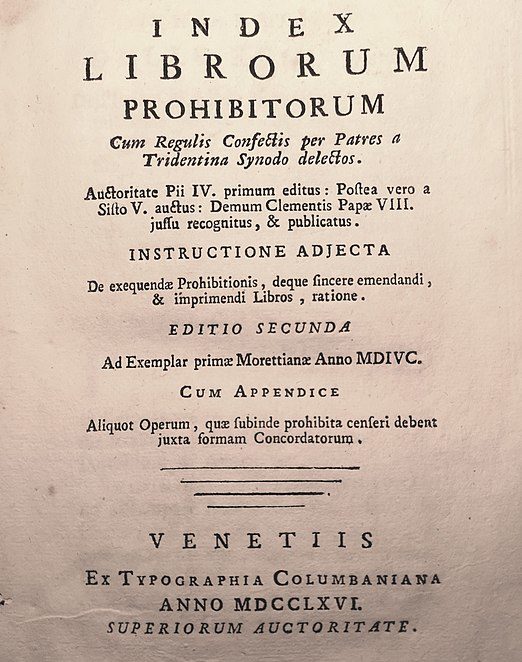 INDEX
LIBRORUM
PROHIBITORUM
Cum Regulis Confectis per Patres a
Tridentina Synodo delectos.
Auctoritate Pii IV. primum editus: Poſtea vero a
Siſto V. auctus: Demum Clementis Papæ VIII.
juſſu recognitus, & publicatus.
INSTRUCTIONE ADJECTA
De exequendæ Prohibitionis, deque ſincere emendandi,
& imprimendi Libros, ratione.
EDITIO SECUNDA
Ad Exemplar primæ Morettianæ Anno MDIVC.
CUM APPENDICE
Aliquot Operum, quæ ſubinde prohibita cenſeri debent
juxta formam Concordatorum.
VENETIIS
EX TYPOGRAPHIA COLUMBANIANA
ANNO MDCCLXVI.
SUPERIORUM AUCTORITATE.